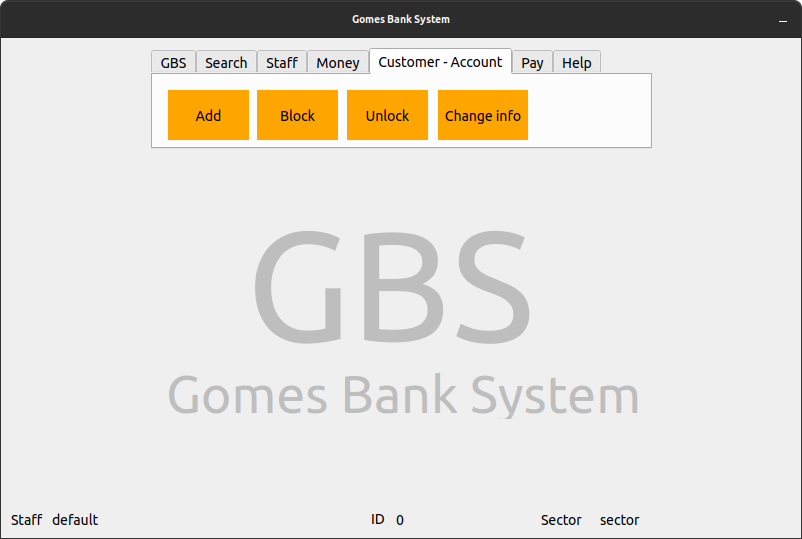 Gomes Bank System
GBS Search Staff Money Customer - Account Pay Help
Add Block Unlock Change info
GBS
Gomes Bank System
Staff default ID 0 Sector sector